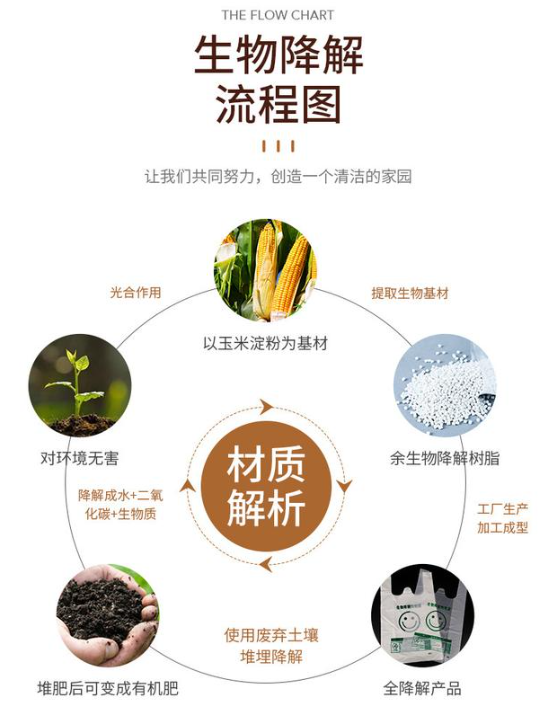 THE FLOW CHART
生物降解
流程图
让我们共同努力，创造一个清洁的家园
光合作用
提取生物基材
以玉米淀粉为基材
对环境无害
余生物降解树脂
材质
解析
降解成水+二氧
化碳+生物质
工厂生产
加工成型
使用废弃土壤
堆埋降解
堆肥后可变成有机肥
全降解产品